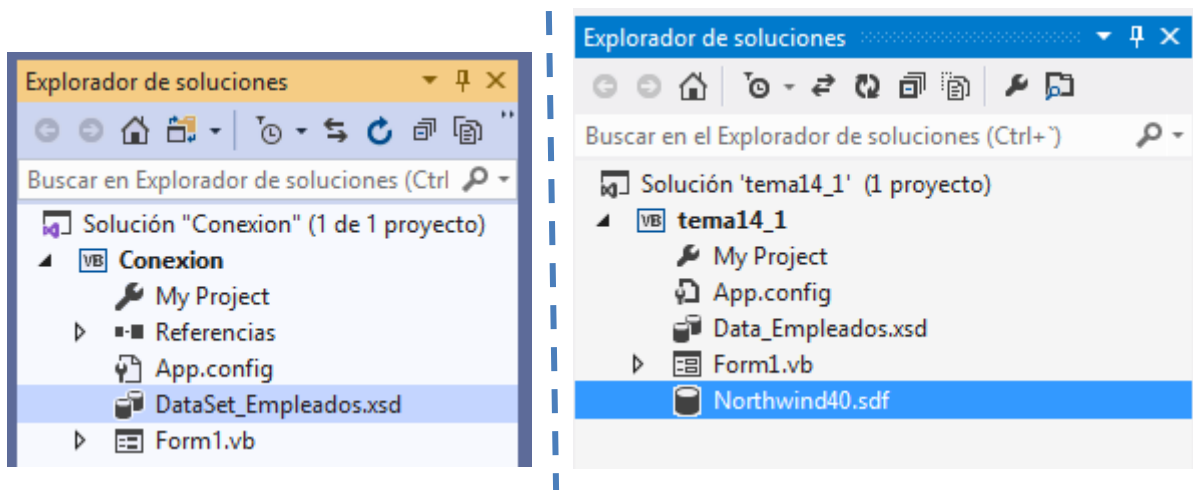 Explorador de soluciones
Buscar en Explorador de soluciones (Ctrl
Solución "Conexion" (1 de 1 proyecto)
VB Conexion
My Project
Referencias
App.config
DataSet_Empleados.xsd
Form1.vb
Explorador de soluciones
Buscar en el Explorador de soluciones (Ctrl+`)
Solución 'tema14_1' (1 proyecto)
VB tema14_1
My Project
App.config
Data_Empleados.xsd
Form1.vb
Northwind40.sdf